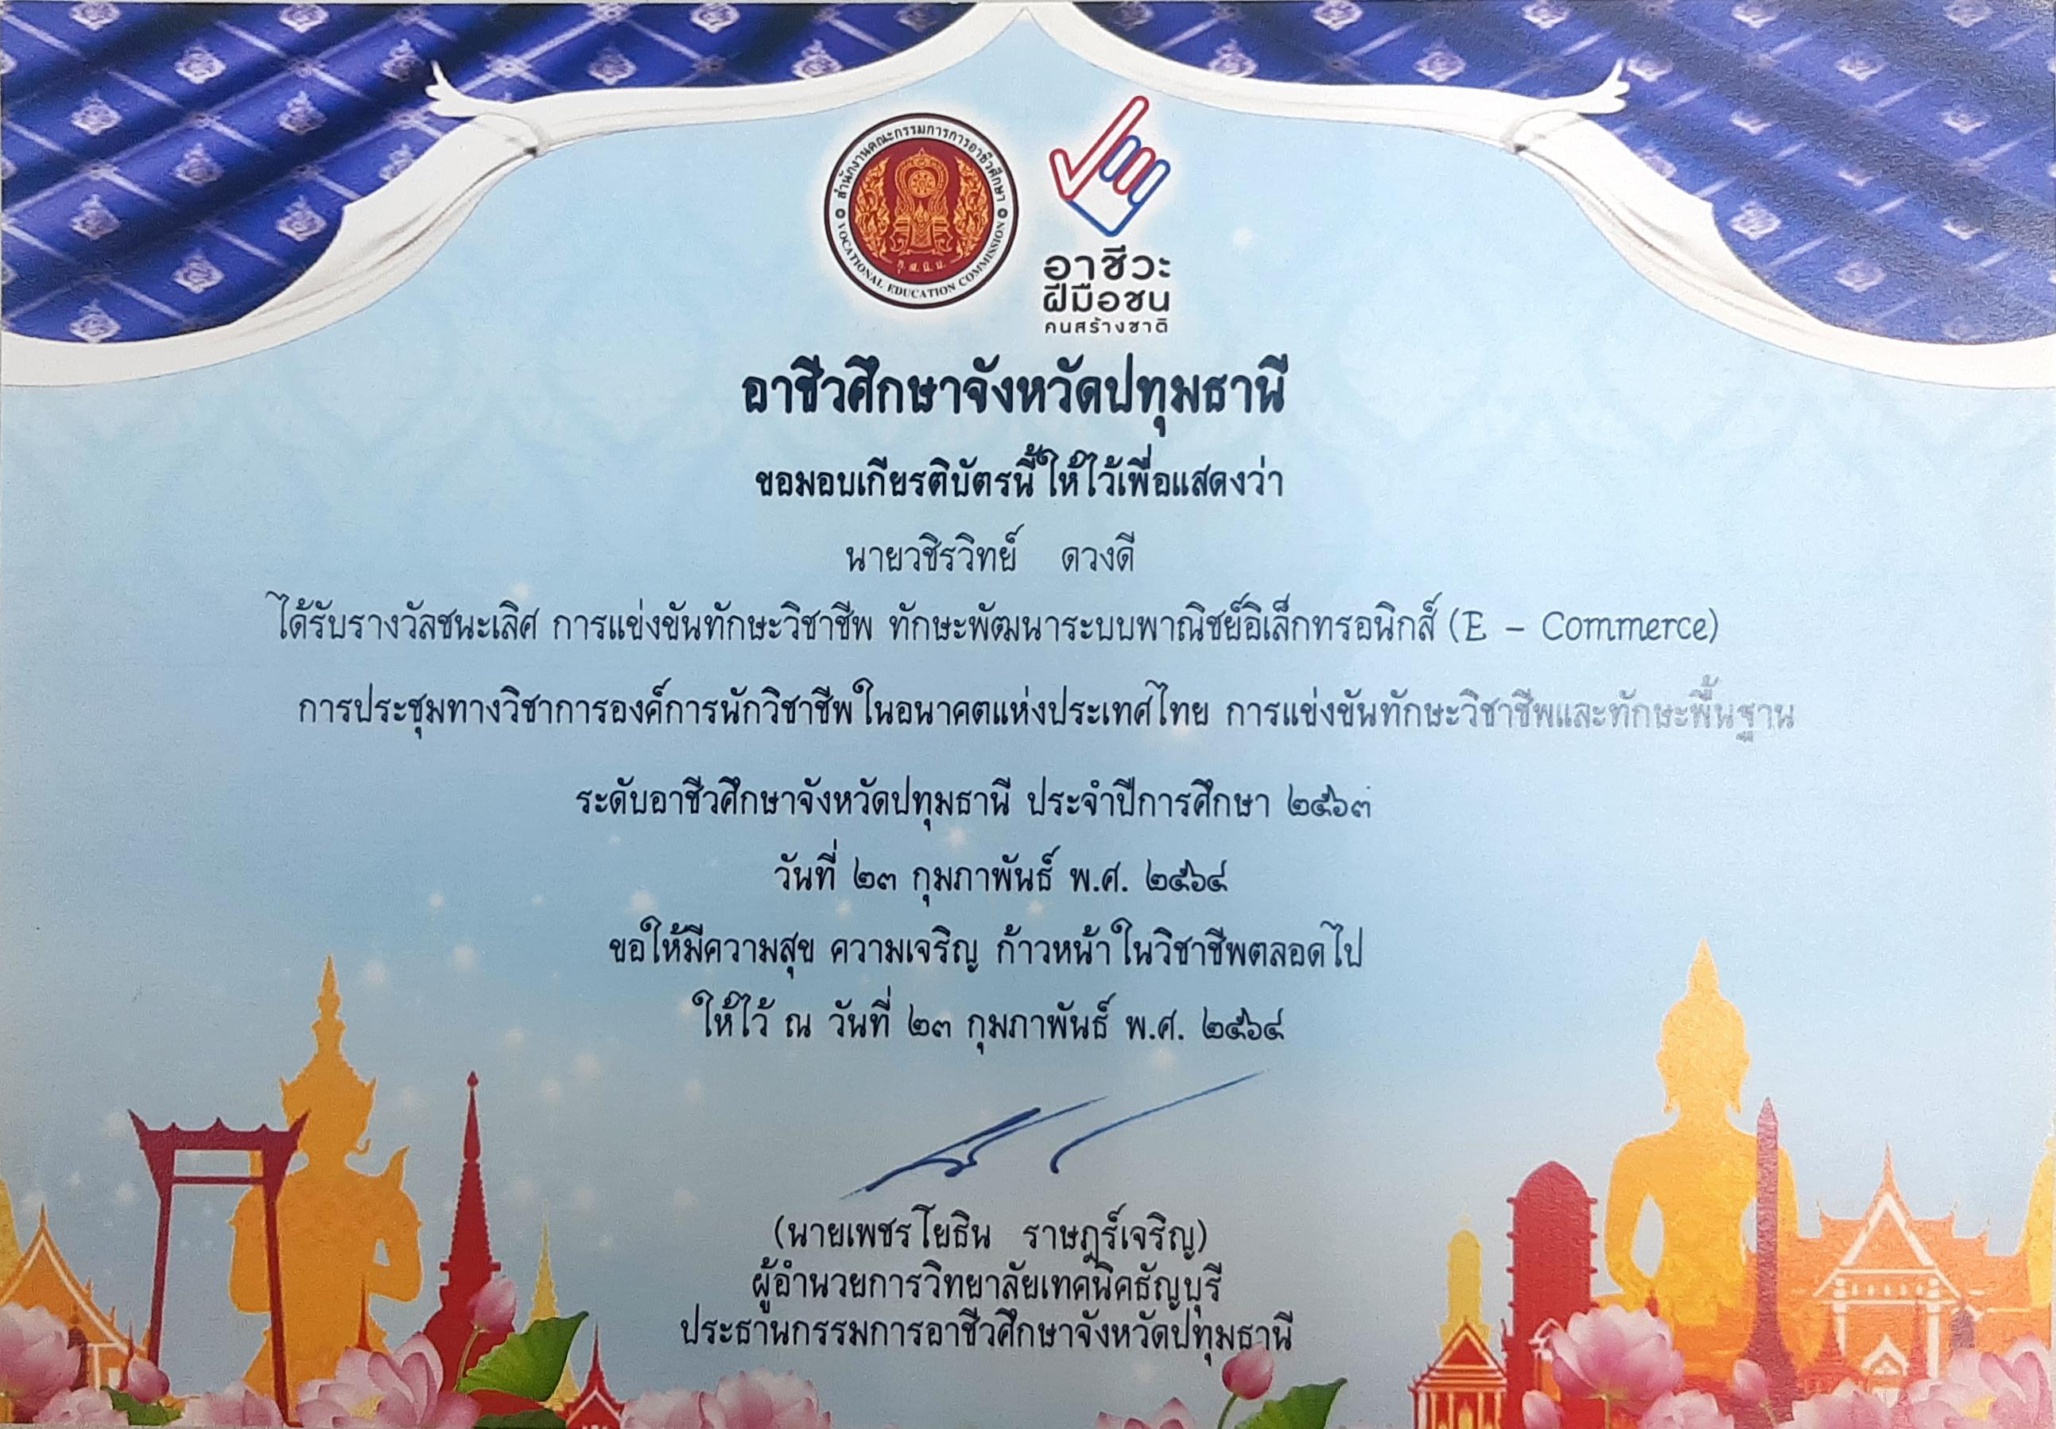 สำนักงานคณะกรรมการการอาชีวศึกษา
VOCATIONAL EDUCATION COMMISSION
อาชีวะ
ฝีมือชน
คนสร้างชาติ
อาชีวศึกษาจังหวัดปทุมธานี
ขอมอบเกียรติบัตรนี้ให้ไว้เพื่อแสดงว่า
นายวชิรวิทย์ ดวงดี
ได้รับรางวัลชนะเลิศ การแข่งขันทักษะวิชาชีพ ทักษะพัฒนาระบบพาณิชย์อิเล็กทรอนิกส์ (E - Commerce)
การประชุมทางวิชาการองค์การนักวิชาชีพในอนาคตแห่งประเทศไทย การแข่งขันทักษะวิชาชีพและทักษะพื้นฐาน
ระดับอาชีวศึกษาจังหวัดปทุมธานี ประจำปีการศึกษา ๒๕๖๓
วันที่ ๒๓ กุมภาพันธ์ พ.ศ. ๒๕๖๔
ขอให้มีความสุข ความเจริญ ก้าวหน้าในวิชาชีพตลอดไป
ให้ไว้ ณ วันที่ ๒๓ กุมภาพันธ์ พ.ศ. ๒๕๖๔
(นายเพชรโยธิน ราษฎร์เจริญ)
ผู้อำนวยการวิทยาลัยเทคนิคธัญบุรี
ประธานกรรมการอาชีวศึกษาจังหวัดปทุมธานี